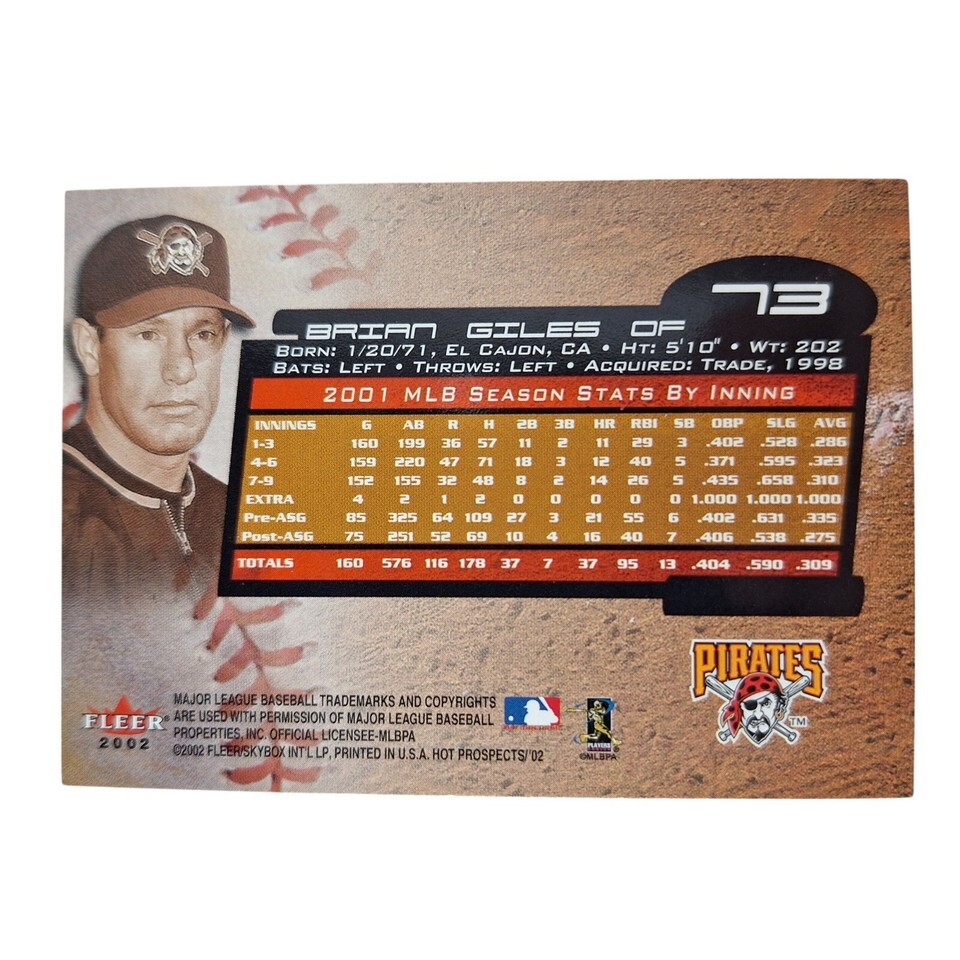 73
BRIAN GILES OF
BORN: 1/20/71, EL CAJON, CA • HT: 5'10" • WT: 202
BATS: LEFT • THROWS: LEFT • ACQUIRED: TRADE, 1998
2001 MLB SEASON STATS BY INNING
INNINGS G AB R H 2B 3B HR RBI SB OBP SLG AVG
1-3 160 199 36 57 11 2 11 29 3 .402 .528 .286
4-6 159 220 47 71 18 3 12 40 5 .371 .595 .323
7-9 152 155 32 48 8 2 14 26 5 .435 .658 .310
EXTRA 4 2 1 2 0 0 0 0 0 1.000 1.000 1.000
Pre-ASG 85 325 64 109 27 3 21 55 6 .402 .631 .335
Post-ASG 75 251 52 69 10 4 16 40 7 .406 .538 .275
TOTALS 160 576 116 178 37 7 37 95 13 .404 .590 .309
PIRATES
TM
FLEER®
2002
MAJOR LEAGUE BASEBALL TRADEMARKS AND COPYRIGHTS
ARE USED WITH PERMISSION OF MAJOR LEAGUE BASEBALL
PROPERTIES, INC. OFFICIAL LICENSEE-MLBPA
©2002 FLEER/SKYBOX INT'L LP, PRINTED IN U.S.A. HOT PROSPECTS/'02
PLAYERS
©MLBPA